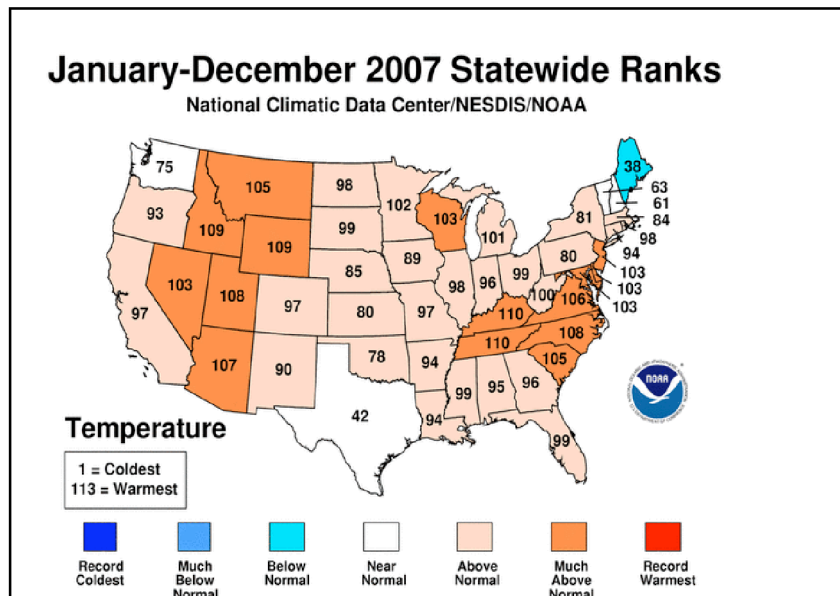 January-December 2007 Statewide Ranks
National Climatic Data Center/NESDIS/NOAA
75
93
97
103
109
105
109
108
107
97
90
98
99
85
80
78
42
102
89
97
94
94
103
98
101
96
99
110
110
99
95
96
99
100
80
81
106
108
105
38
63
61
84
98
94
103
103
103
NOAA
Temperature
1 = Coldest
113 = Warmest
Record
Coldest
Much
Below
Normal
Below
Normal
Near
Normal
Above
Normal
Much
Above
Normal
Record
Warmest